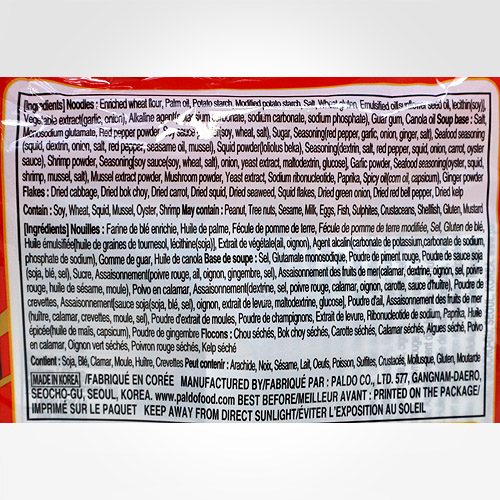 [Ingredients] Noodles : Enriched wheat flour, Palm oil, Potato starch, Modified potato starch, Salt, Wheat gluten, Emulsified oil(sunflower seed oil, lecithin(soy)),
Vegetable extract(garlic, onion), Alkaline agent(potassium carbonate, sodium carbonate, sodium phosphate), Guar gum, Canola oil Soup base : Salt,
Monosodium glutamate, Red pepper powder, Soy sauce powder(soy, wheat, salt), Sugar, Seasoning(red pepper, garlic, onion, ginger, salt), Seafood seasoning
(squid, dextrin, onion, salt, red pepper, seasame oil, mussel), Squid powder(loliolus beka), Seasoning(dextrin, salt, red pepper, squid, onion, carrot, oyster
sauce), Shrimp powder, Seasoning(soy sauce(soy, wheat, salt), onion, yeast extract, maltodextrin, glucose), Garlic powder, Seafood seasoning(oyster, squid,
shrimp, mussel, salt), Mussel extract powder, Mushroom powder, Yeast extract, Sodium ribonucleotide, Paprika, Spicy oil(corn oil, capsicum), Ginger powder
Flakes : Dried cabbage, Dried bok choy, Dried carrot, Dried squid, Dried seaweed, Squid flakes, Dried green onion, Dried red bell pepper, Dried kelp
Contain : Soy, Wheat, Squid, Mussel, Oyster, Shrimp May contain : Peanut, Tree nuts, Sesame, Milk, Eggs, Fish, Sulphites, Crustaceans, Shellfish, Gluten, Mustard
[Ingrédients] Nouilles : Farine de blé enrichie, Huile de palme, Fécule de pomme de terre, Fécule de pomme de terre modifiée, Sel, Gluten de blé,
Huile émulsifiée(huile de graines de tournesol, lécithine(soja)), Extrait de végétale(ail, oignon), Agent alcalin(carbonate de potassium,carbonate de sodium,
phosphate de sodium), Gomme de guar, Huile de canola Base de soupe : Sel, Glutamate monosodique, Poudre de piment rouge, Poudre de sauce soja
(soja, blé, sel), Sucre, Assaisonnement(poivre rouge, ail, oignon, gingembre, sel), Assaisonnement des fruits de mer(calamar, dextrine, oignon, sel, poivre
rouge, huile de sésame, moule), Polvo en calamar, Assaisonnement(dextrine, sel, poivre rouge, calamar, oignon, carotte, sauce d'huître), Poudre de
crevettes, Assaisonnement(sauce soja(soja, blé, sel), oignon, extrait de levure, maltodextrine, glucose), Poudre d'ail, Assaisonnement des fruits de mer
(huître, calamar, crevettes, moule, sel), Poudre d'extrait de moules, Poudre de champignons, Extrait de levure, Ribonucléotide de sodium, Paprika, Huile
épicée(huile de maïs, capsicum), Poudre de gingembre Flocons : Chou séchés, Bok choy séchés, Carotte séchés, Calamar séchés, Algues séché, Polvo
en calamar, Oignon vert séchés, Poivron rouge séchés, Kelp séché
Contient : Soja, Blé, Clamar, Moule, Huître, Crevettes Peut contenir : Arachide, Noix, Sésame, Lait, Oeufs, Poisson, Sulfites, Crustacés, Mollusque, Gluten, Moutarde
MADE IN KOREA /FABRIQUÉ EN CORÉE MANUFACTURED BY/FABRIQUÉ PAR : PALDO CO., LTD. 577, GANGNAM-DAERO,
SEOCHO-GU, SEOUL, KOREA. www.paldofood.com BEST BEFORE/MEILLEUR AVANT : PRINTED ON THE PACKAGE/
IMPRIMÉ SUR LE PAQUET KEEP AWAY FROM DIRECT SUNLIGHT/ÉVITER L'EXPOSITION AU SOLEIL